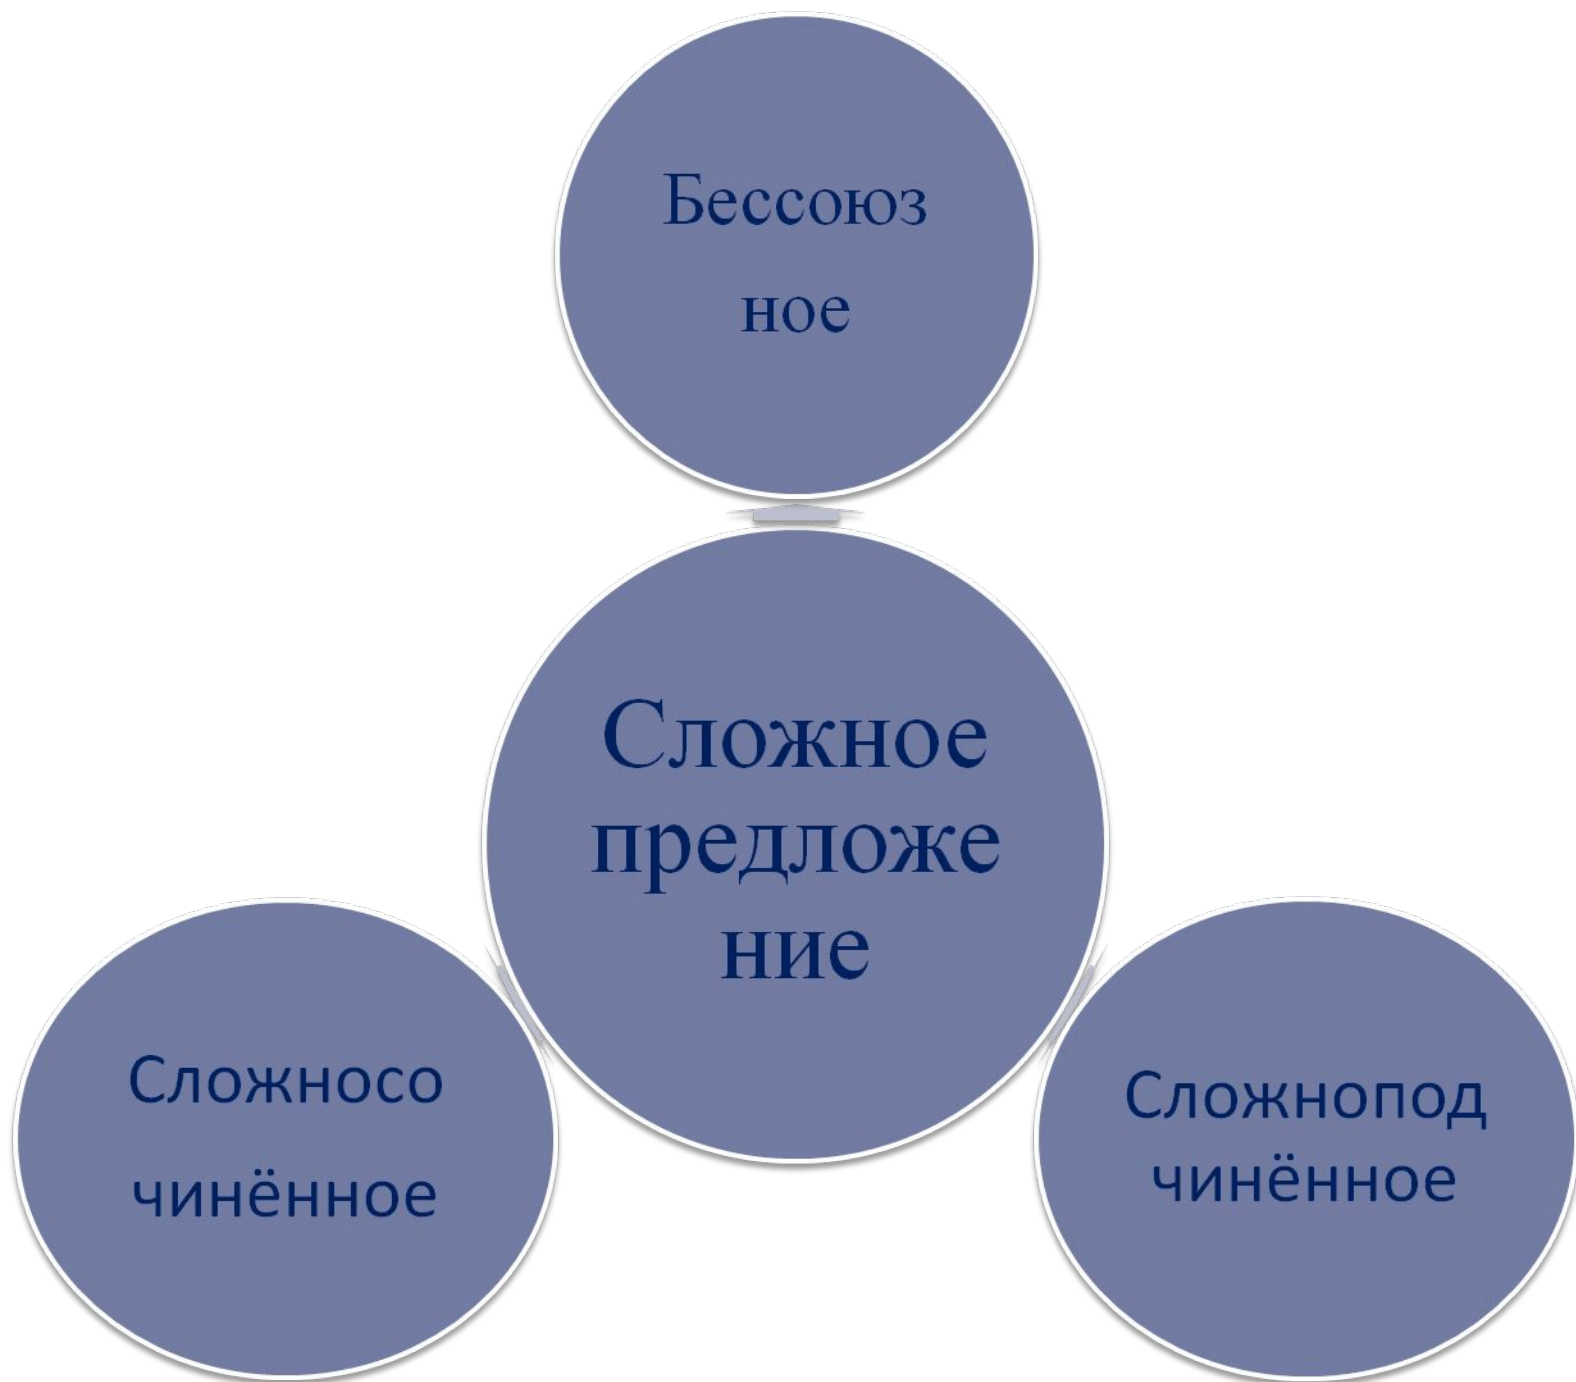 Бессоюз
ное
Сложное
предложе
ние
Сложносо
чинённое
Сложнопод
чинённое